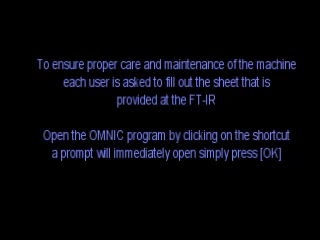 To ensure proper care and maintenance of the machine
each user is asked to fill out the sheet that is
provided at the FT-IR
Open the OMNIC program by clicking on the shortcut
a prompt will immediately open simply press [OK]